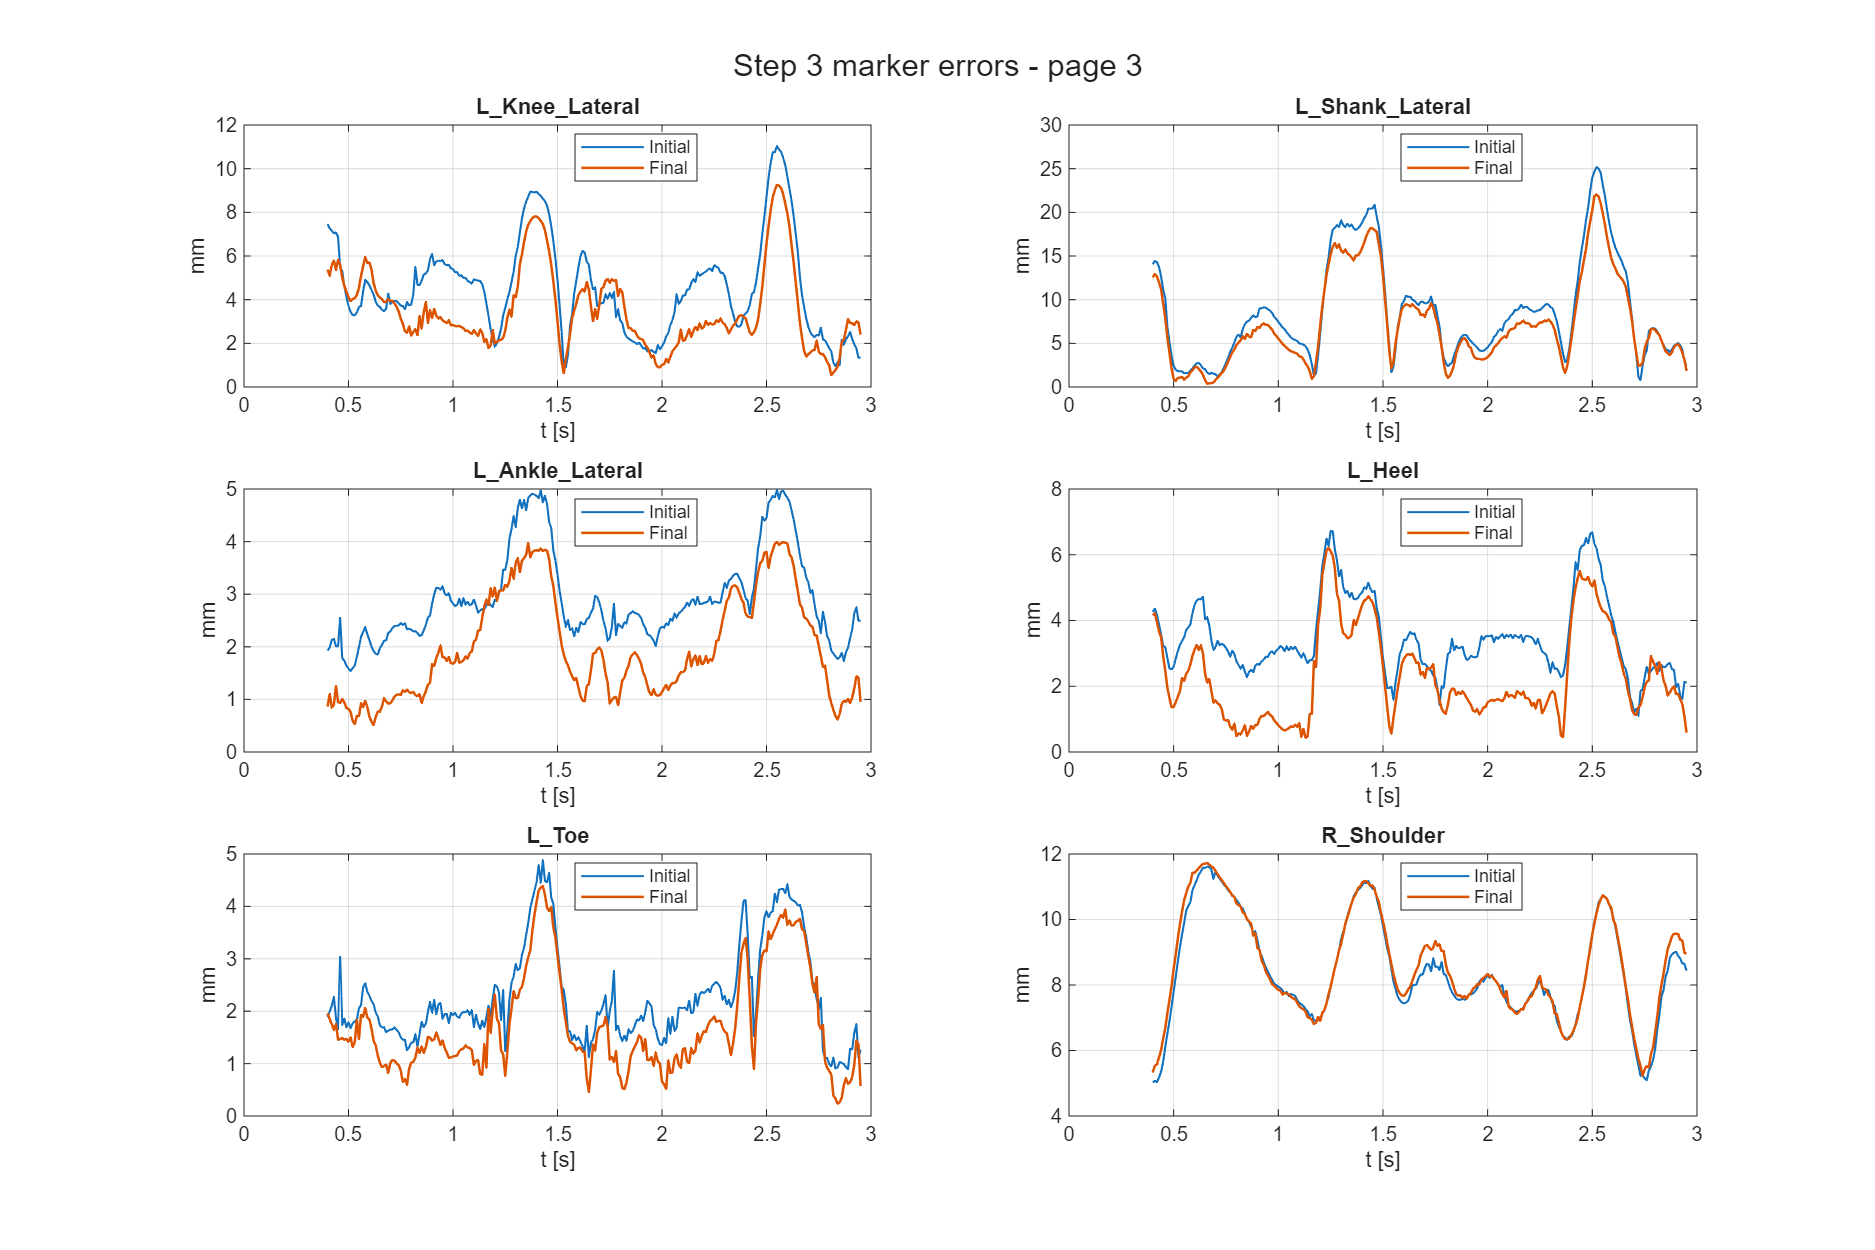 Step 3 marker errors - page 3
L_Knee_Lateral
12
10
8
6
4
2
0
mm
Initial
Final
0 0.5 1 1.5 2 2.5 3
t [s]
L_Shank_Lateral
30
25
20
15
10
5
0
mm
Initial
Final
0 0.5 1 1.5 2 2.5 3
t [s]
L_Ankle_Lateral
5
4
3
2
1
0
mm
Initial
Final
0 0.5 1 1.5 2 2.5 3
t [s]
L_Heel
8
6
4
2
0
mm
Initial
Final
0 0.5 1 1.5 2 2.5 3
t [s]
L_Toe
5
4
3
2
1
0
mm
Initial
Final
0 0.5 1 1.5 2 2.5 3
t [s]
R_Shoulder
12
10
8
6
4
mm
Initial
Final
0 0.5 1 1.5 2 2.5 3
t [s]